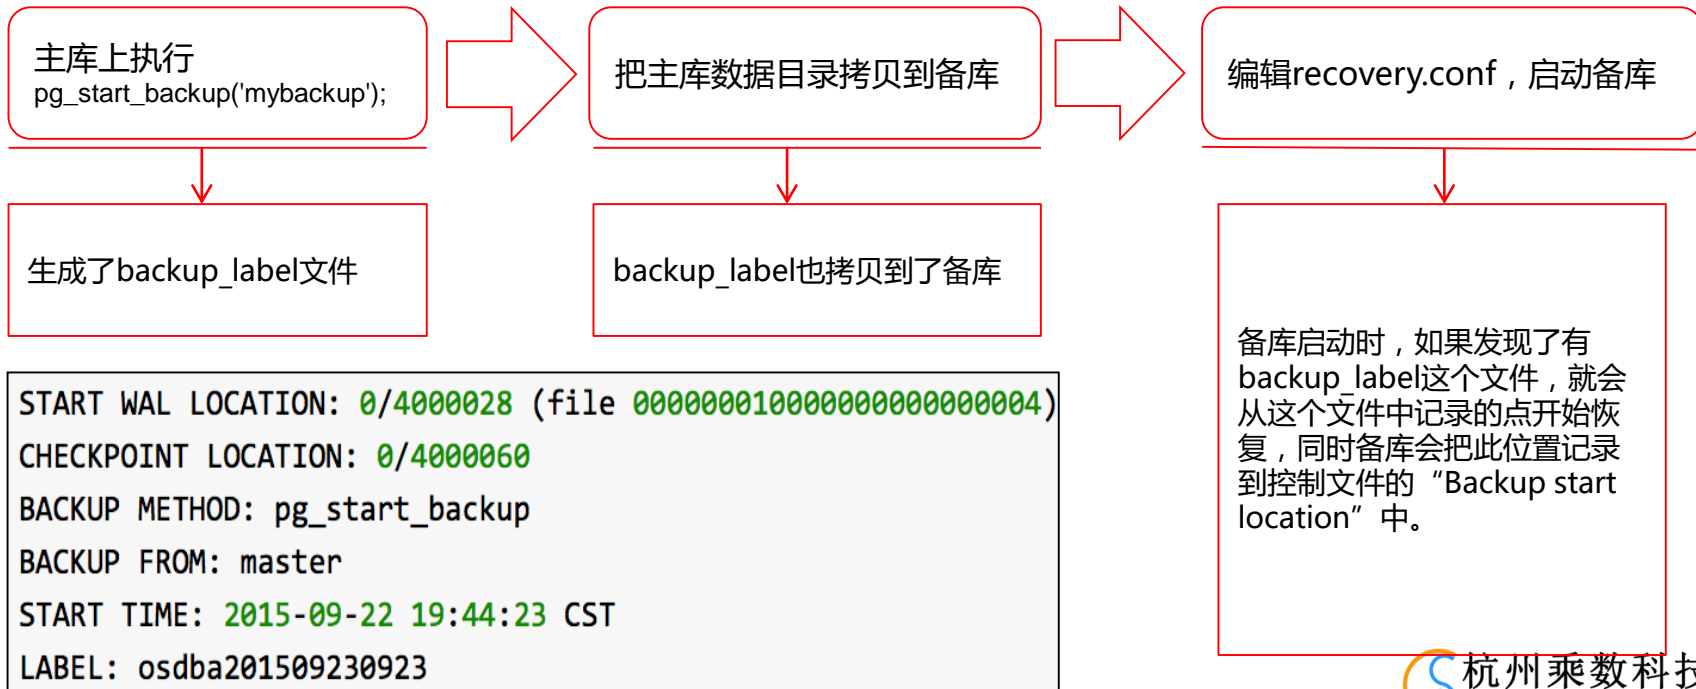 主库上执行
pg_start_backup('mybackup');
把主库数据目录拷贝到备库
编辑recovery.conf，启动备库
生成了backup_label文件
backup_label也拷贝到了备库
备库启动时，如果发现了有
backup_label这个文件，就会
从这个文件中记录的点开始恢
复，同时备库会把此位置记录
到控制文件的“Backup start
location”中。
START WAL LOCATION: 0/4000028 (file 000000010000000000000004)
CHECKPOINT LOCATION: 0/4000060
BACKUP METHOD: pg_start_backup
BACKUP FROM: master
START TIME: 2015-09-22 19:44:23 CST
LABEL: osdba201509230923
杭州乘数科技